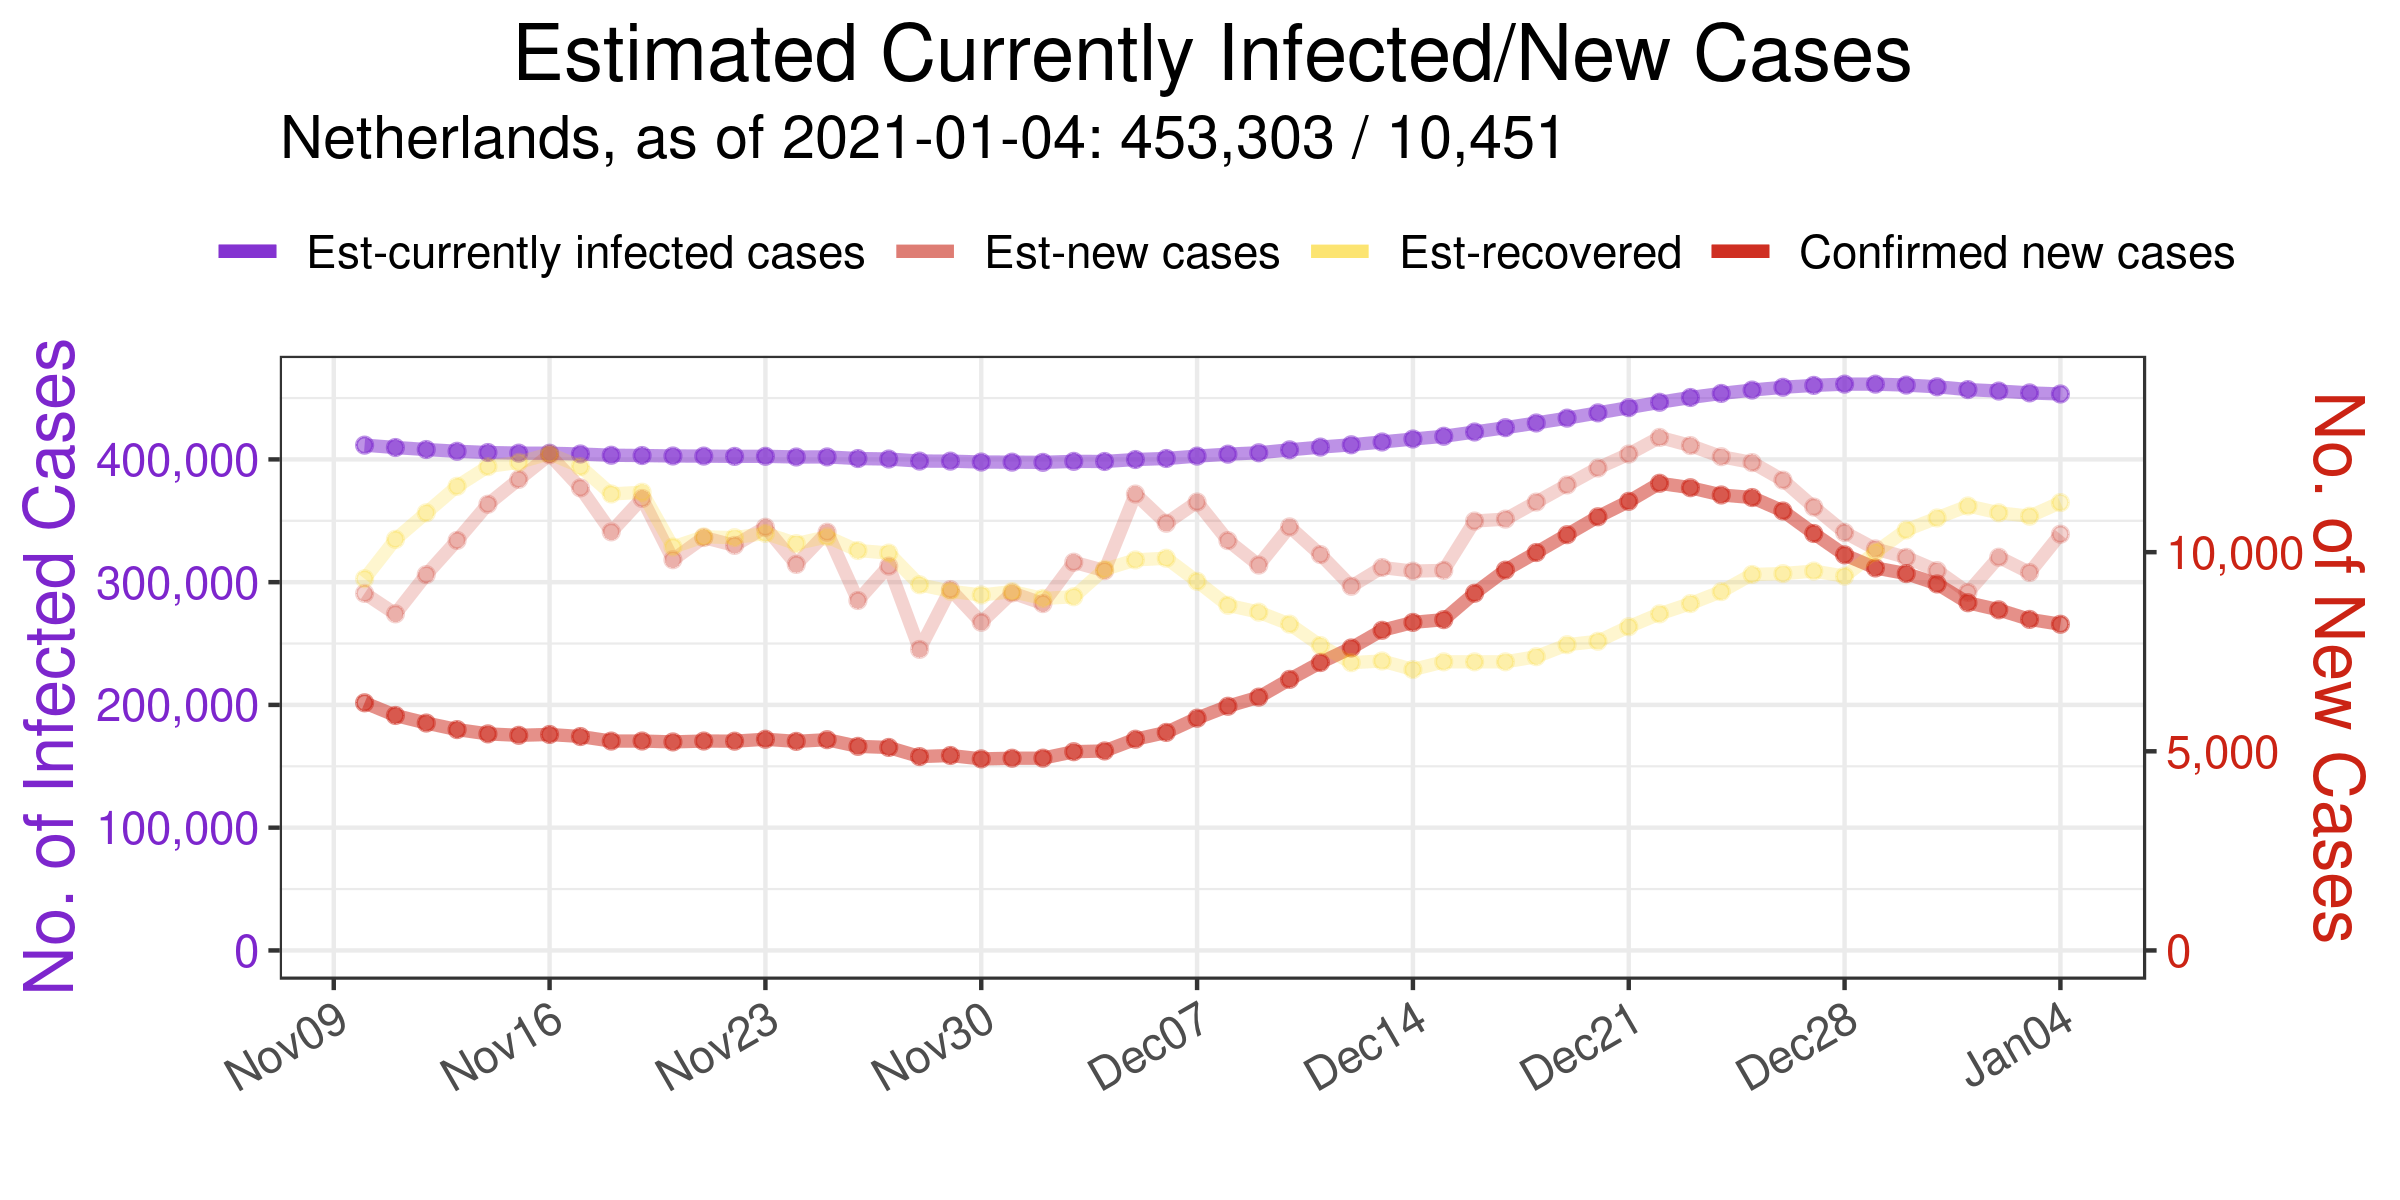 Estimated Currently Infected/New Cases
Netherlands, as of 2021-01-04: 453,303 / 10,451
Est-currently infected cases Est-new cases Est-recovered Confirmed new cases
No. of Infected Cases
400,000
300,000
200,000
100,000
0
10,000
5,000
0
No. of New Cases
Nov09 Nov16 Nov23 Nov30 Dec07 Dec14 Dec21 Dec28 Jan04